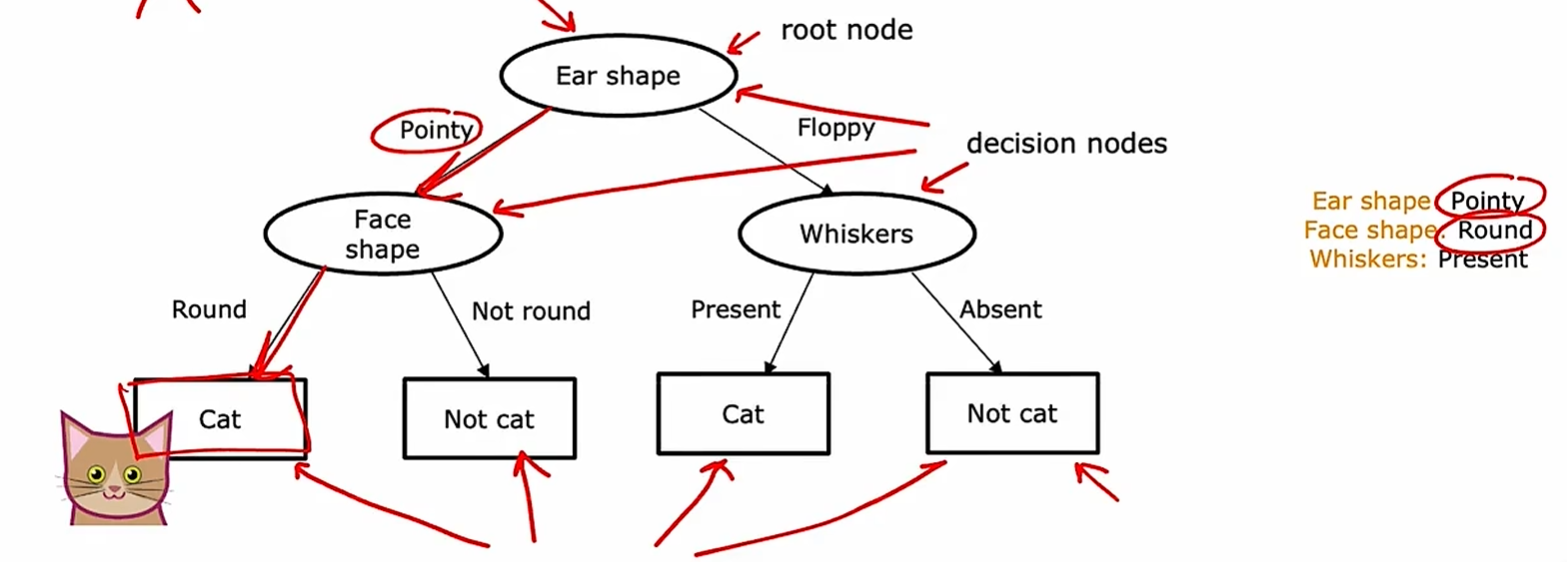 root node
Ear shape
Pointy
Floppy
decision nodes
Face
shape
Whiskers
Ear shape Pointy
Face shape: Round
Whiskers: Present
Round
Not round
Present
Absent
Cat
Not cat
Cat
Not cat